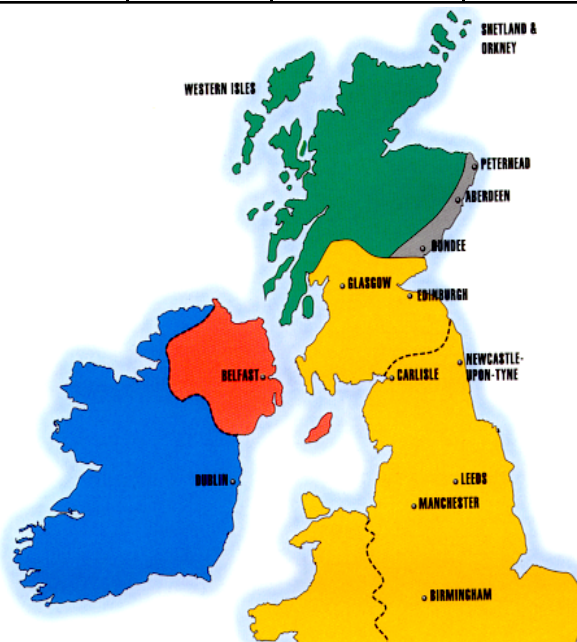 SHETLAND &
ORKNEY
WESTERN ISLES
PETERHEAD
ABERDEEN
DUNDEE
GLASGOW
EDINBURGH
BELFAST
NEWCASTLE-
UPON-TYNE
CARLISLE
DUBLIN
LEEDS
MANCHESTER
BIRMINGHAM